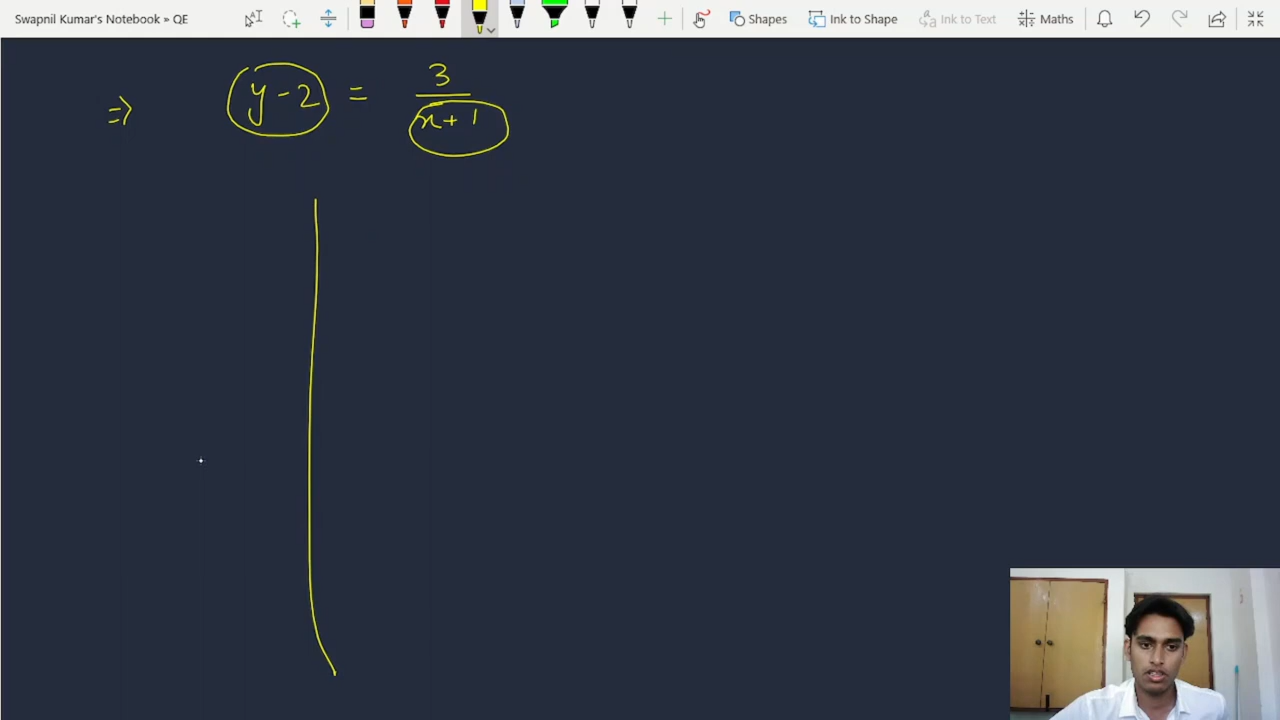 Swapnil Kumar's Notebook » QE
Shapes
Ink to Shape
Ink to Text
Maths
⇒ y-2 = 3/(x+1)